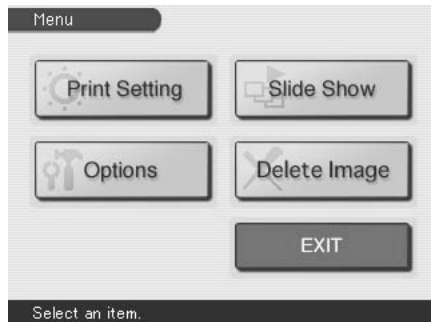 Menu
Print Setting
Slide Show
Options
Delete Image
EXIT
Select an item.